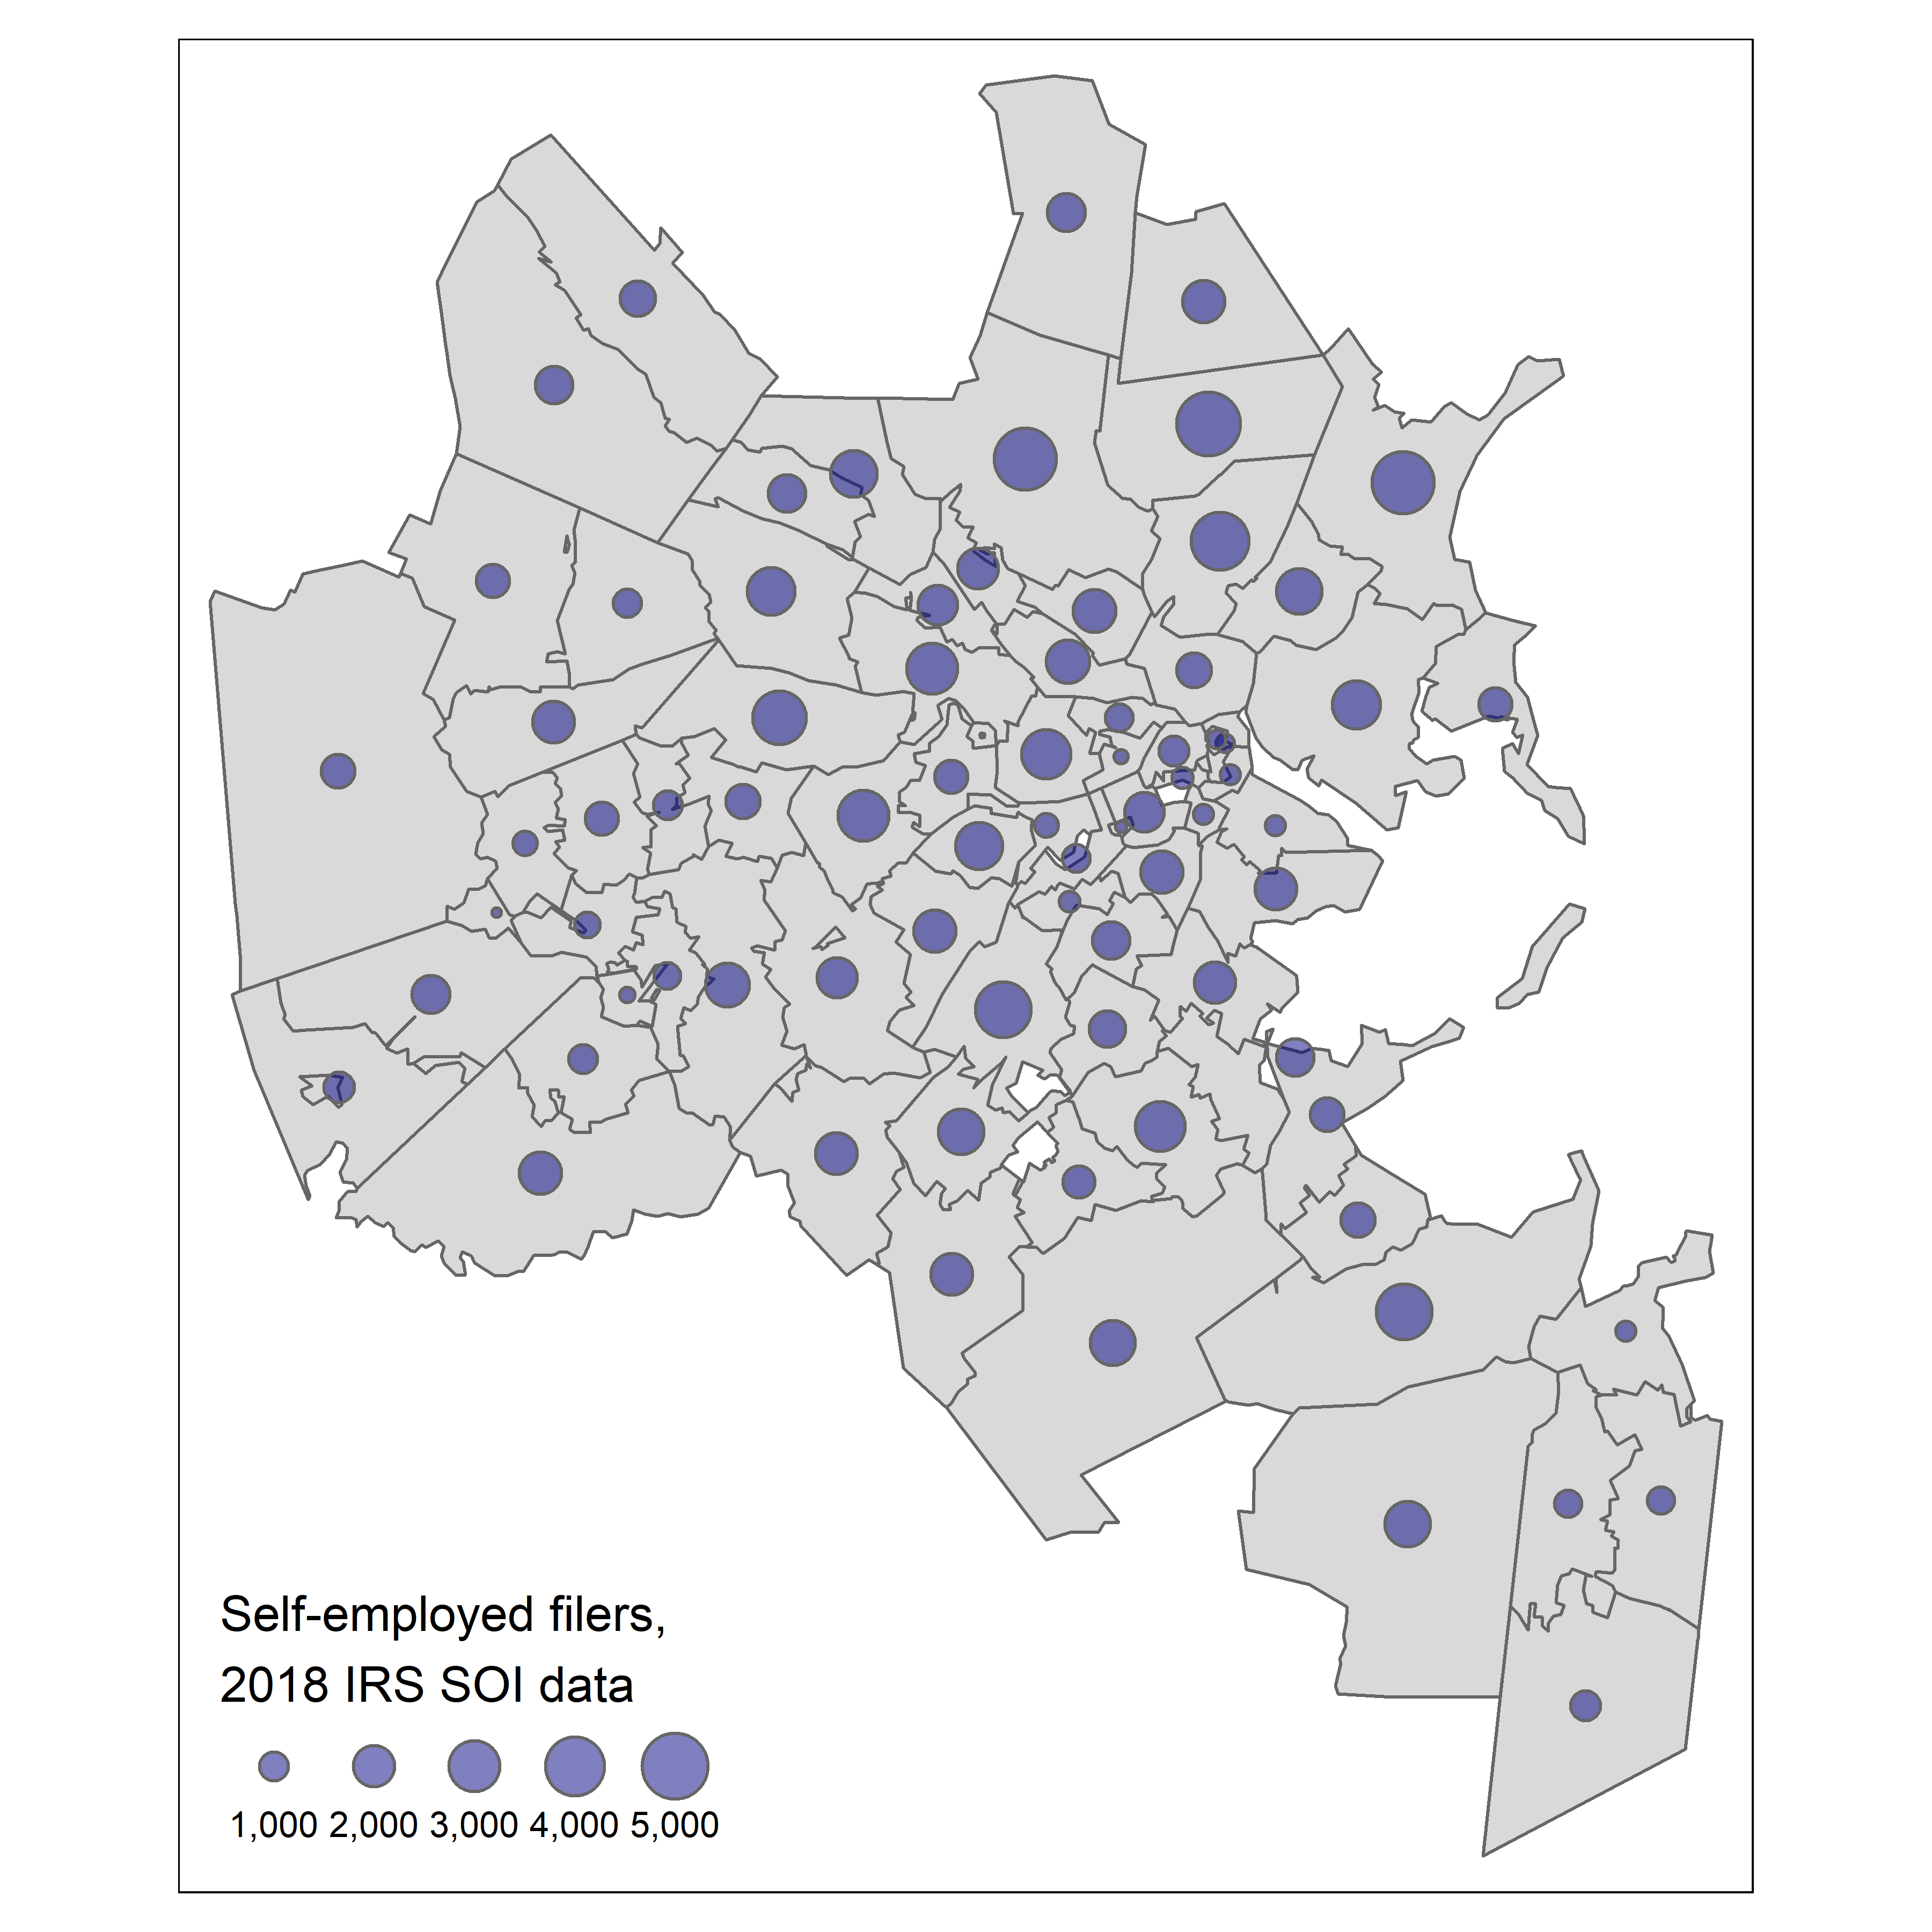 Self-employed filers,
2018 IRS SOI data
1,000 2,000 3,000 4,000 5,000